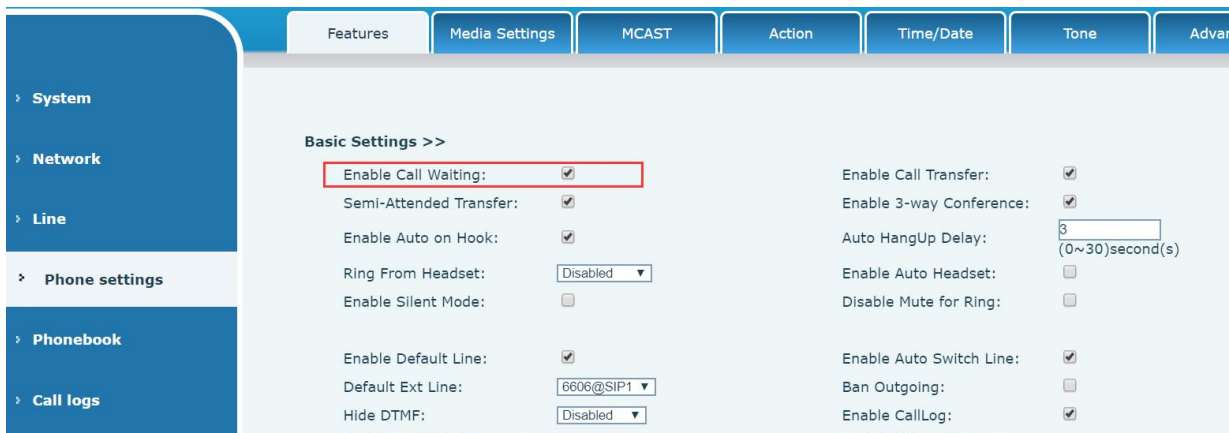 Features Media Settings MCAST Action Time/Date Tone Advan
System
Network
Line
Phone settings
Phonebook
Call logs
Basic Settings >>
Enable Call Waiting: Enable Call Transfer:
Semi-Attended Transfer: Enable 3-way Conference:
Enable Auto on Hook: Auto HangUp Delay: 3
(0~30)second(s)
Ring From Headset: Disabled Enable Auto Headset:
Enable Silent Mode: Disable Mute for Ring:
Enable Default Line: Enable Auto Switch Line:
Default Ext Line: 6606@SIP1 Ban Outgoing:
Hide DTMF: Disabled Enable CallLog: